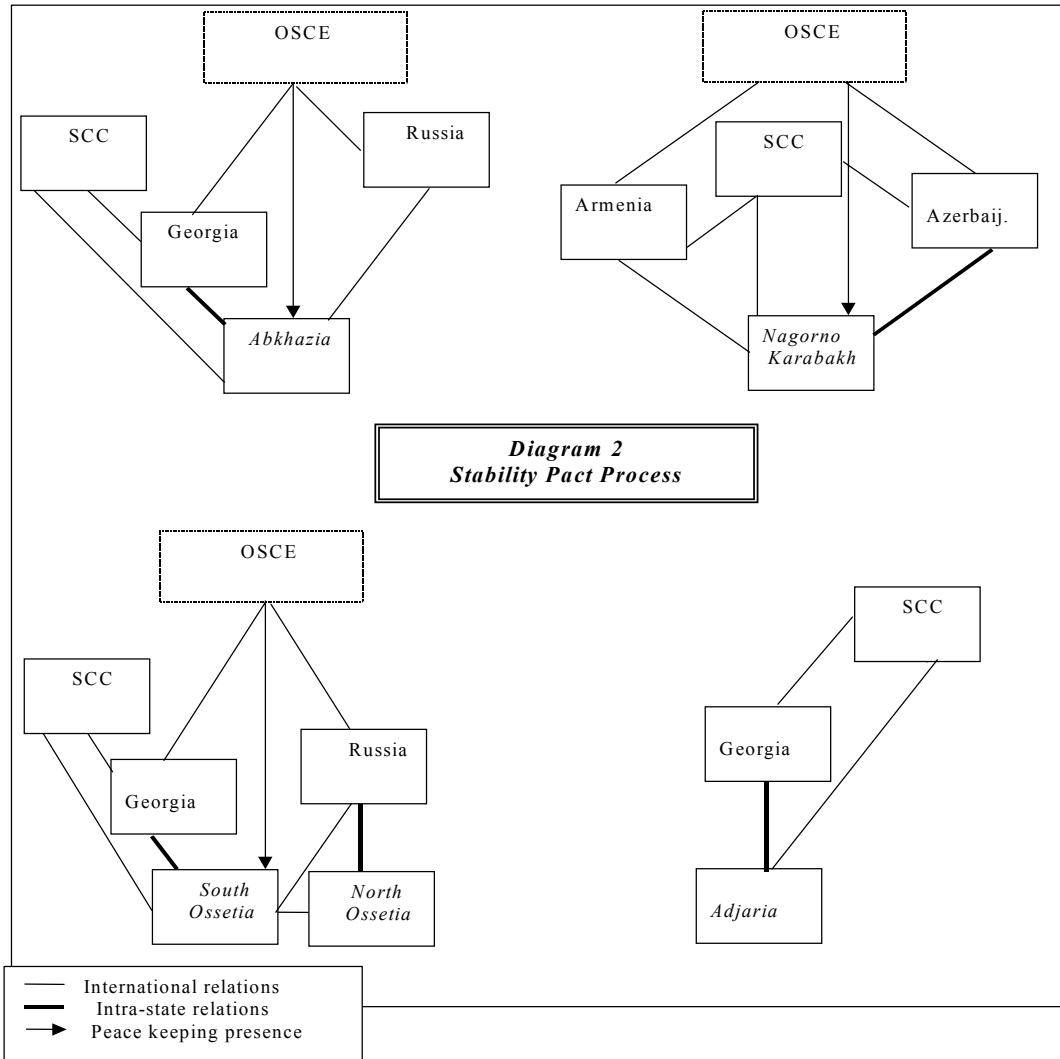 OSCE
SCC
Russia
Georgia
Abkhazia
OSCE
SCC
Armenia
Azerbaij.
Nagorno
Karabakh
Diagram 2
Stability Pact Process
OSCE
SCC
Russia
Georgia
South
Ossetia
North
Ossetia
SCC
Georgia
Adjaria
International relations
Intra-state relations
Peace keeping presence